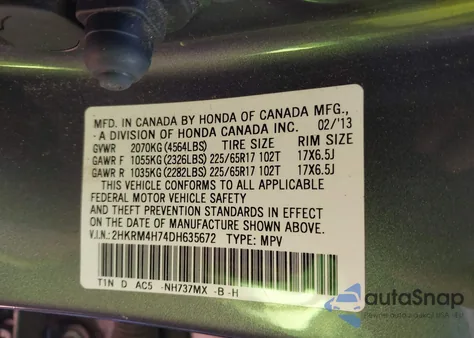 MFD. IN CANADA BY HONDA OF CANADA MFG.,
- A DIVISION OF HONDA CANADA INC. 02/'13
GVWR 2070KG (4564LBS) TIRE SIZE RIM SIZE
GAWR F 1055KG (2326LBS) 225/65R17 102T 17X6.5J
GAWR R 1035KG (2282LBS) 225/65R17 102T 17X6.5J
THIS VEHICLE CONFORMS TO ALL APPLICABLE
FEDERAL MOTOR VEHICLE SAFETY
AND THEFT PREVENTION STANDARDS IN EFFECT
ON THE DATE OF MANUFACTURE SHOWN ABOVE.
V.I.N.: 2HKRM4H74DH635672 TYPE: MPV
T1N D AC5 -NH737MX -B -H
autaSnap